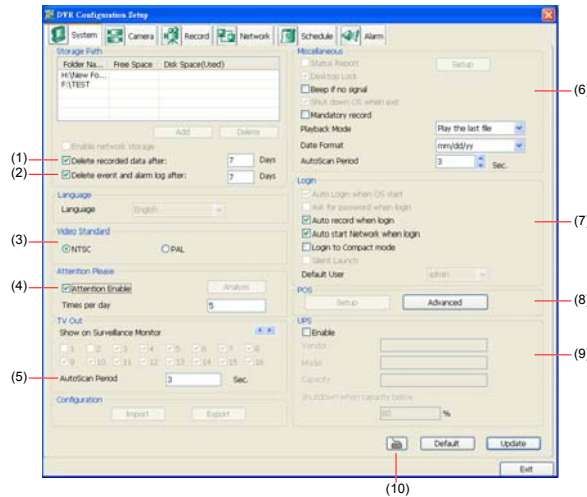 DVR Configuration Setup
System Camera Record Network Schedule Alarm
Storage Path
Folder Na... Free Space Disk Space(Used)
H:\New Fo...
F:\TEST
Add Delete
Enable network storage
(1) Delete recorded data after: 7 Days
(2) Delete event and alarm log after: 7 Days
Language
Language English
Video Standard
(3) NTSC PAL
Attention Please
(4) Attention Enable Analysis
Times per day 5
TV Out
Show on Surveillance Monitor
1 2 3 4 5 6 7 8
9 10 11 12 13 14 15 16
(5) AutoScan Period 3 Sec.
Configuration
Import Export
Miscellaneous
Status Report Setup
Desktop Lock
Beep if no signal (6)
Shut down OS when exit
Mandatory record
Playback Mode Play the last file
Date Format mm/dd/yy
AutoScan Period 3 Sec.
Login
Auto Login when OS start
Ask for password when login
Auto record when login (7)
Auto start Network when login
Login to Compact mode
Silent Launch
Default User admin
POS
Setup Advanced (8)
UPS
Enable
Vendor
Model (9)
Capacity
Shutdown when capacity below
80 %
Default Update
Exit
(10)